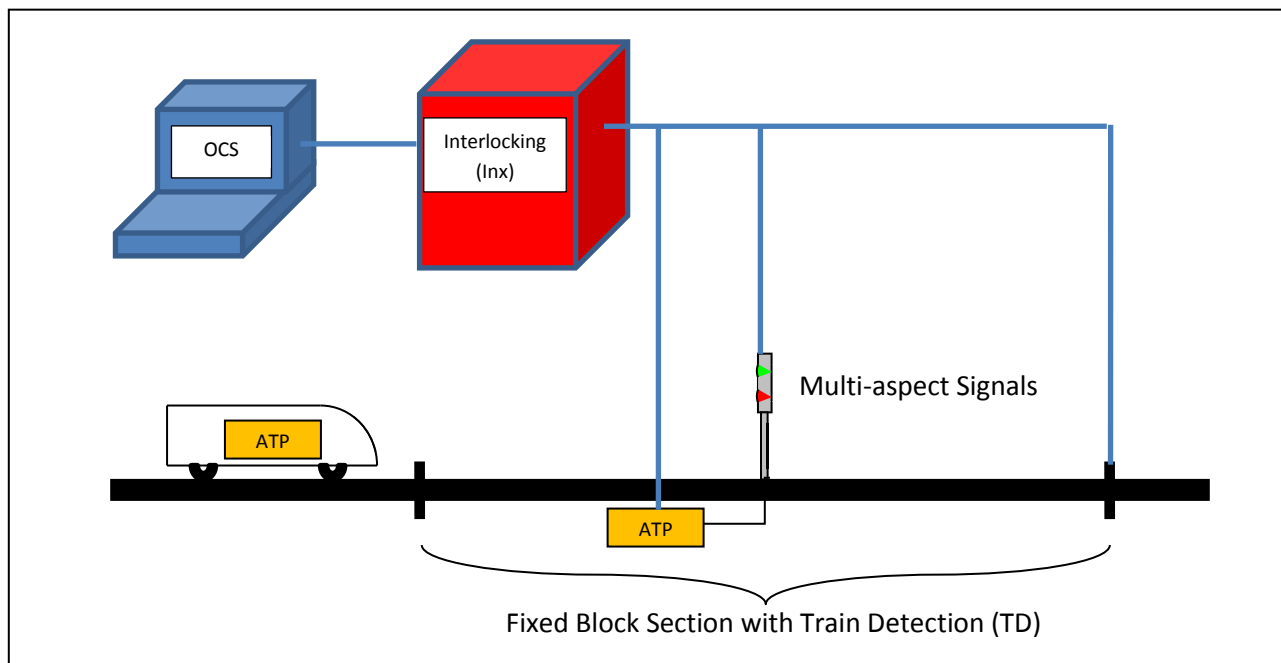 OCS
Interlocking
(Inx)
Multi-aspect Signals
ATP
ATP
Fixed Block Section with Train Detection (TD)